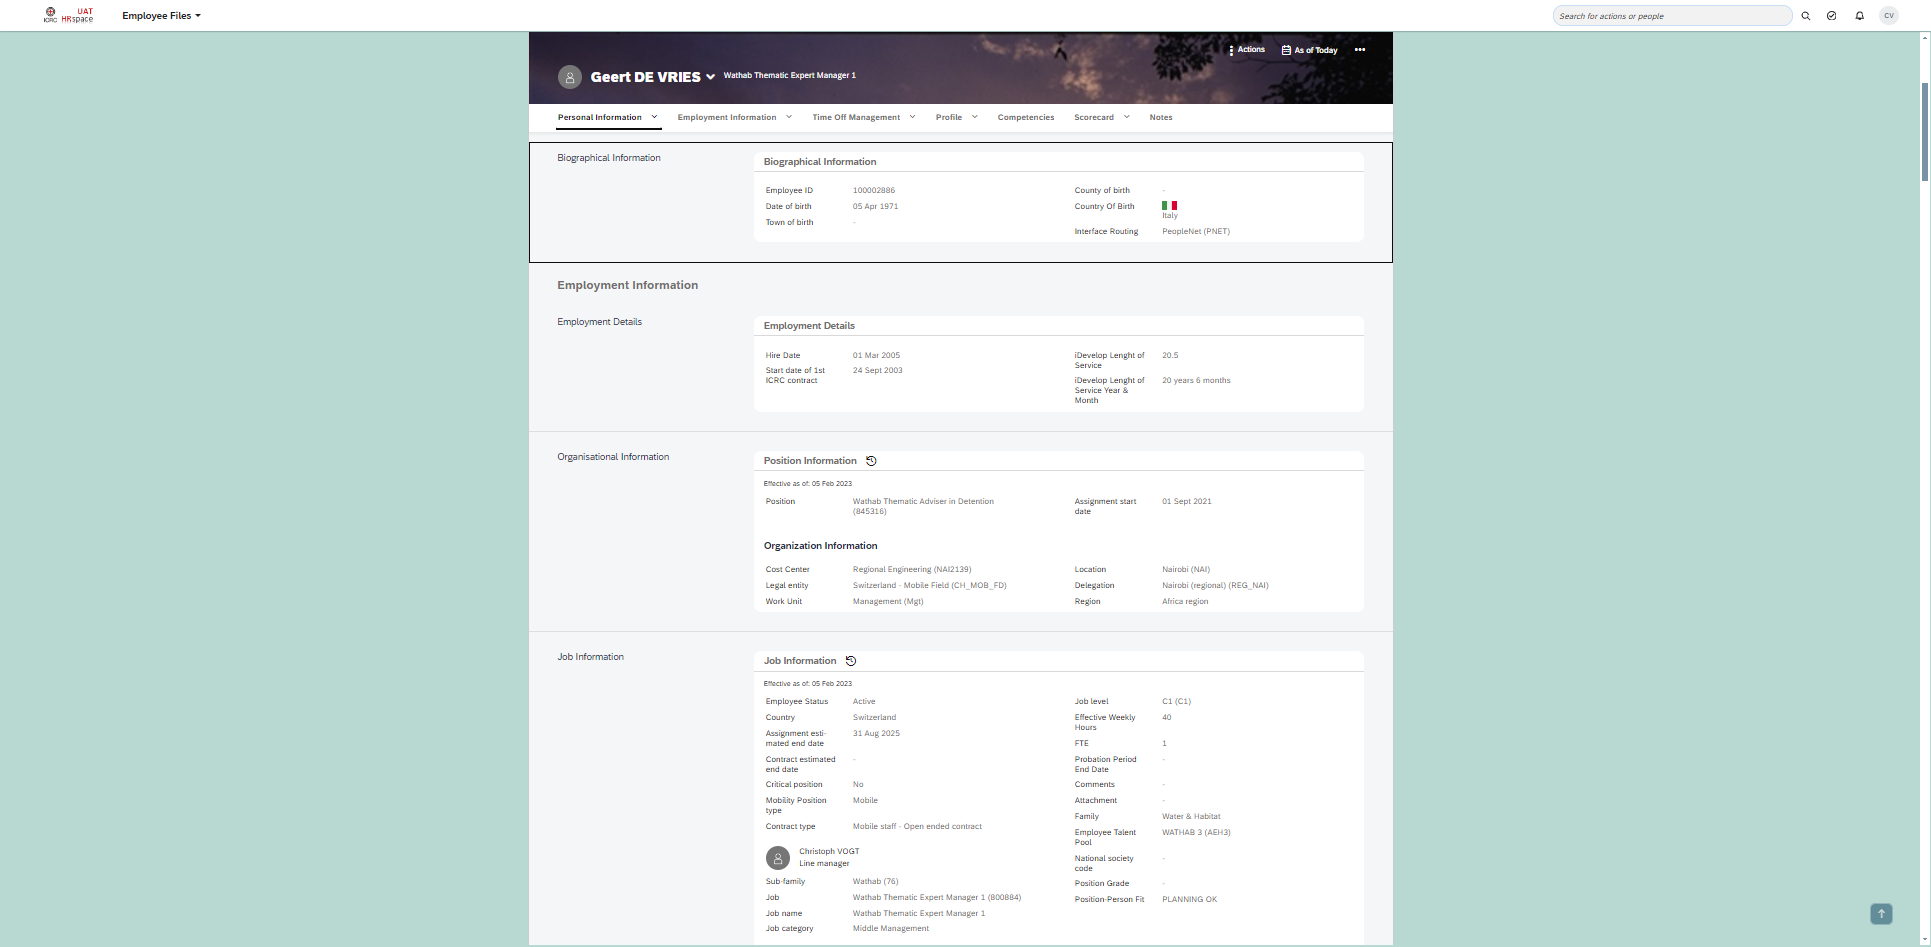 UAT
ICRC HRspace
Employee Files
Search for actions or people
CV
Actions
As of Today
Geert DE VRIES
Wathab Thematic Expert Manager 1
Personal Information
Employment Information
Time Off Management
Profile
Competencies
Scorecard
Notes
Biographical Information
Biographical Information
Employee ID 100002886
Date of birth 05 Apr 1971
Town of birth -
County of birth -
Country Of Birth
Italy
Interface Routing PeopleNet (PNET)
Employment Information
Employment Details
Employment Details
Hire Date 01 Mar 2005
Start date of 1st 24 Sept 2003
ICRC contract
iDevelop Lenght of 20.5
Service
iDevelop Lenght of 20 years 6 months
Service Year &
Month
Organisational Information
Position Information
Effective as of: 05 Feb 2023
Position Wathab Thematic Adviser in Detention
(845316)
Assignment start 01 Sept 2021
date
Organization Information
Cost Center Regional Engineering (NAI2139)
Legal entity Switzerland - Mobile Field (CH_MOB_FD)
Work Unit Management (Mgt)
Location Nairobi (NAI)
Delegation Nairobi (regional) (REG_NAI)
Region Africa region
Job Information
Job Information
Effective as of: 05 Feb 2023
Employee Status Active
Country Switzerland
Assignment esti- 31 Aug 2025
mated end date
Contract estimated -
end date
Critical position No
Mobility Position Mobile
type
Contract type Mobile staff - Open ended contract
Christoph VOGT
Line manager
Sub-family Wathab (76)
Job Wathab Thematic Expert Manager 1 (800884)
Job name Wathab Thematic Expert Manager 1
Job category Middle Management
Job level C1 (C1)
Effective Weekly 40
Hours
FTE 1
Probation Period -
End Date
Comments -
Attachment -
Family Water & Habitat
Employee Talent WATHAB 3 (AEH3)
Pool
National society -
code
Position Grade -
Position-Person Fit PLANNING OK